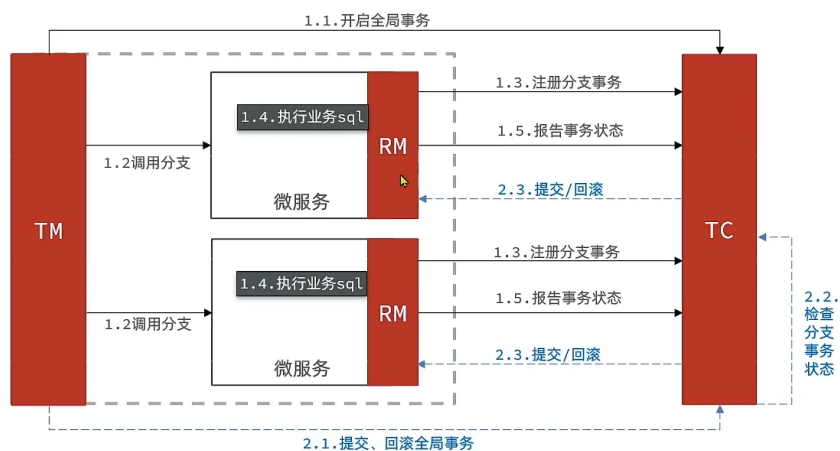 1.1.开启全局事务
1.3.注册分支事务
1.4.执行业务sql
1.5.报告事务状态
RM
1.2调用分支
2.3.提交/回滚
微服务
TM
TC
1.3.注册分支事务
1.4.执行业务sql
1.5.报告事务状态
2.2.
检查
分支
事务
状态
RM
1.2调用分支
2.3.提交/回滚
微服务
2.1.提交、回滚全局事务